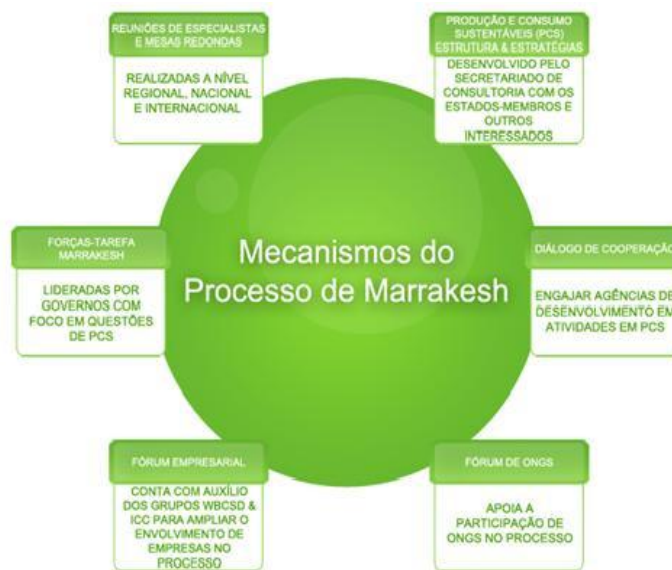 REUNIÕES DE ESPECIALISTAS
E MESAS REDONDAS
REALIZADAS A NÍVEL
REGIONAL, NACIONAL
E INTERNACIONAL
PRODUÇÃO E CONSUMO
SUSTENTÁVEIS (PCS)
ESTRUTURA & ESTRATÉGIAS
DESENVOLVIDO PELO
SECRETARIADO DE
CONSULTORIA COM OS
ESTADOS-MEMBROS E
OUTROS
INTERESSADOS
FORÇAS-TAREFA
MARRAKESH
LIDERADAS POR
GOVERNOS COM
FOCO EM QUESTÕES
DE PCS
Mecanismos do
Processo de Marrakesh
DIÁLOGO DE COOPERAÇÃO
ENGAJAR AGÊNCIAS DE
DESENVOLVIMENTO EM
ATIVIDADES EM PCS
FÓRUM EMPRESARIAL
CONTA COM AUXÍLIO
DOS GRUPOS WBCSD &
ICC PARA AMPLIAR O
ENVOLVIMENTO DE
EMPRESAS NO
PROCESSO
FÓRUM DE ONGS
APOIA A
PARTICIPAÇÃO DE
ONGS NO PROCESSO